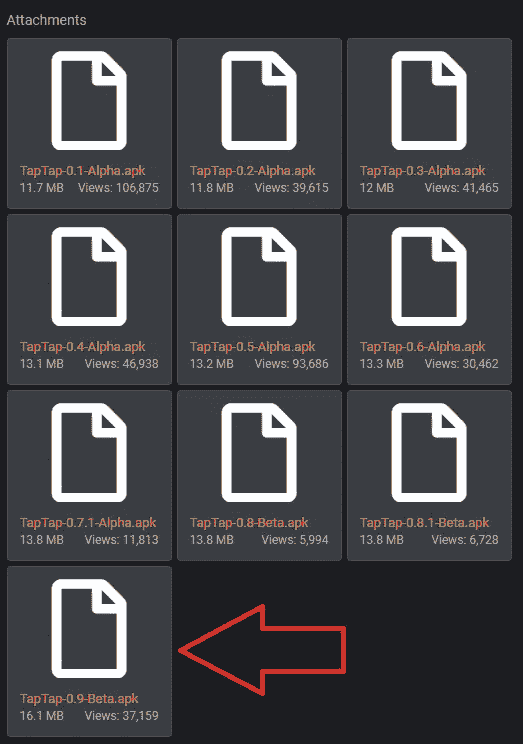 Attachments
TapTap-0.1-Alpha.apk
11.7 MB Views: 106,875
TapTap-0.2-Alpha.apk
11.8 MB Views: 39,615
TapTap-0.3-Alpha.apk
12 MB Views: 41,465
TapTap-0.4-Alpha.apk
13.1 MB Views: 46,938
TapTap-0.5-Alpha.apk
13.2 MB Views: 93,686
TapTap-0.6-Alpha.apk
13.3 MB Views: 30,462
TapTap-0.7.1-Alpha.apk
13.8 MB Views: 11,813
TapTap-0.8-Beta.apk
13.8 MB Views: 5,994
TapTap-0.8.1-Beta.apk
13.8 MB Views: 6,728
TapTap-0.9-Beta.apk
16.1 MB Views: 37,159